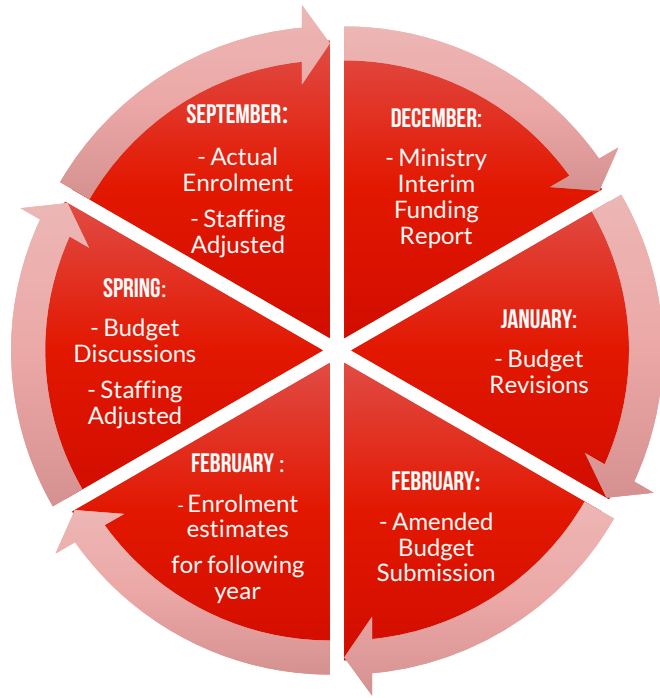 SEPTEMBER:
- Actual
Enrolment
- Staffing
Adjusted
DECEMBER:
- Ministry
Interim
Funding
Report
JANUARY:
- Budget
Revisions
FEBRUARY:
- Amended
Budget
Submission
FEBRUARY :
- Enrolment
estimates
for following
year
SPRING:
- Budget
Discussions
- Staffing
Adjusted